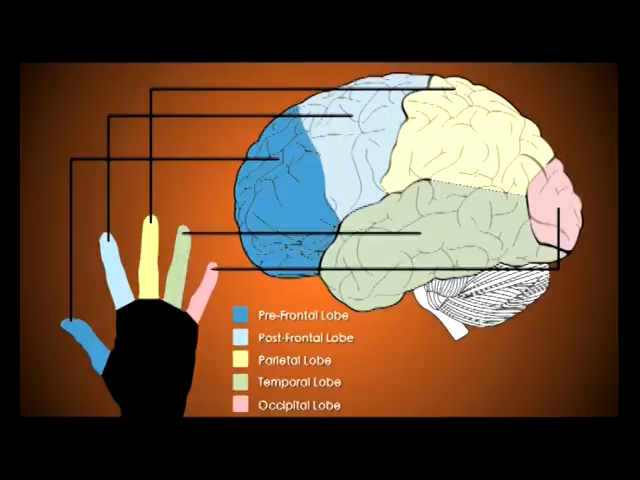 Pre-Frontal Lobe
Post-Frontal Lobe
Parietal Lobe
Temporal Lobe
Occipital Lobe